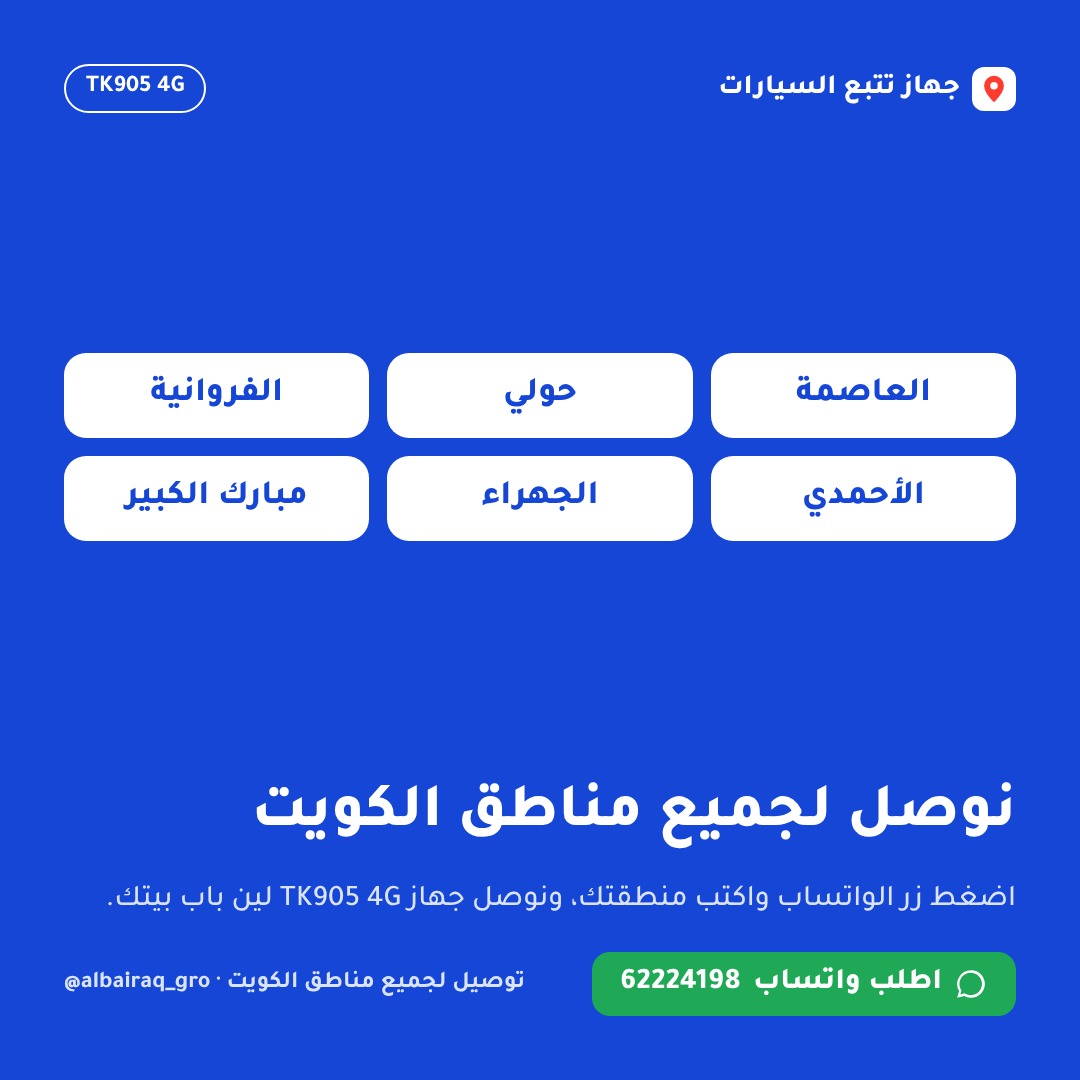 جهاز تتبع السيارات
TK905 4G
العاصمة
حولي
الفروانية
الأحمدي
الجهراء
مبارك الكبير
نوصل لجميع مناطق الكويت
اضغط زر الواتساب واكتب منطقتك، ونوصل جهاز TK905 4G لين باب بيتك.
اطلب واتساب 62224198
توصيل لجميع مناطق الكويت · @albairaq_gro